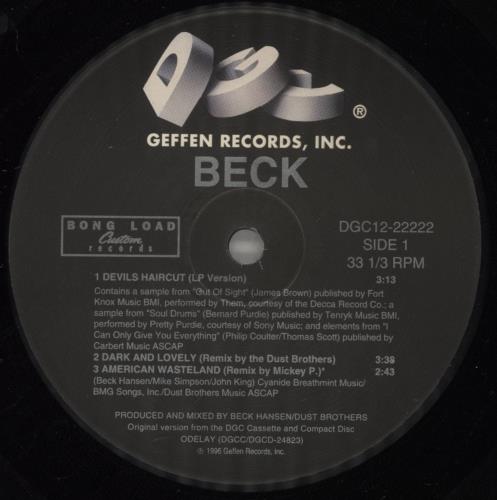 DGC®
GEFFEN RECORDS, INC.
BECK
BONG LOAD
Custom
records
DGC12-22222
SIDE 1
33 1/3 RPM
1 DEVILS HAIRCUT (LP Version) 3:13
Contains a sample from "Out Of Sight" (James Brown) published by Fort
Knox Music BMI, performed by Them, courtesy of the Decca Record Co.; a
sample from "Soul Drums" (Bernard Purdie) published by Tenryk Music BMI,
performed by Pretty Purdie, courtesy of Sony Music; and elements from "I
Can Only Give You Everything" (Philip Coulter/Thomas Scott) published by
Carbert Music ASCAP
2 DARK AND LOVELY (Remix by the Dust Brothers) 3:38
3 AMERICAN WASTELAND (Remix by Mickey P.)* 2:43
(Beck Hansen/Mike Simpson/John King) Cyanide Breathmint Music/
BMG Songs, Inc./Dust Brothers Music ASCAP
PRODUCED AND MIXED BY BECK HANSEN/DUST BROTHERS
Original version from the DGC Cassette and Compact Disc
ODELAY (DGCC/DGCD-24823)
℗ 1996 Geffen Records, Inc.